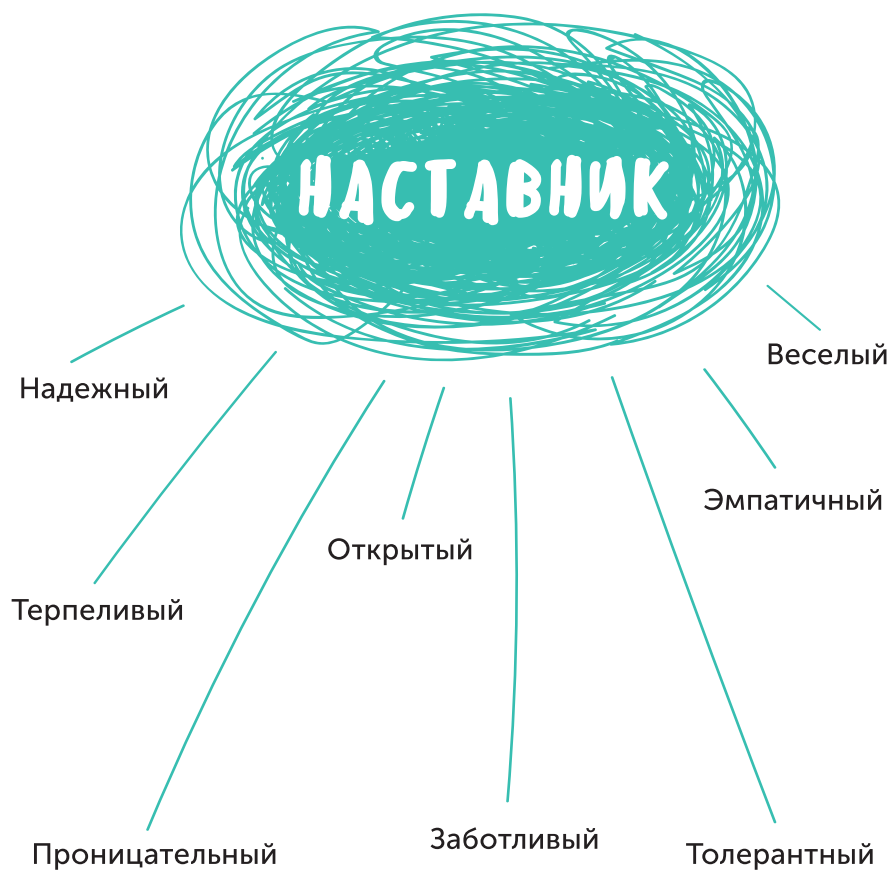 НАСТАВНИК
Веселый
Надежный
Эмпатичный
Открытый
Терпеливый
Заботливый
Проницательный
Толерантный